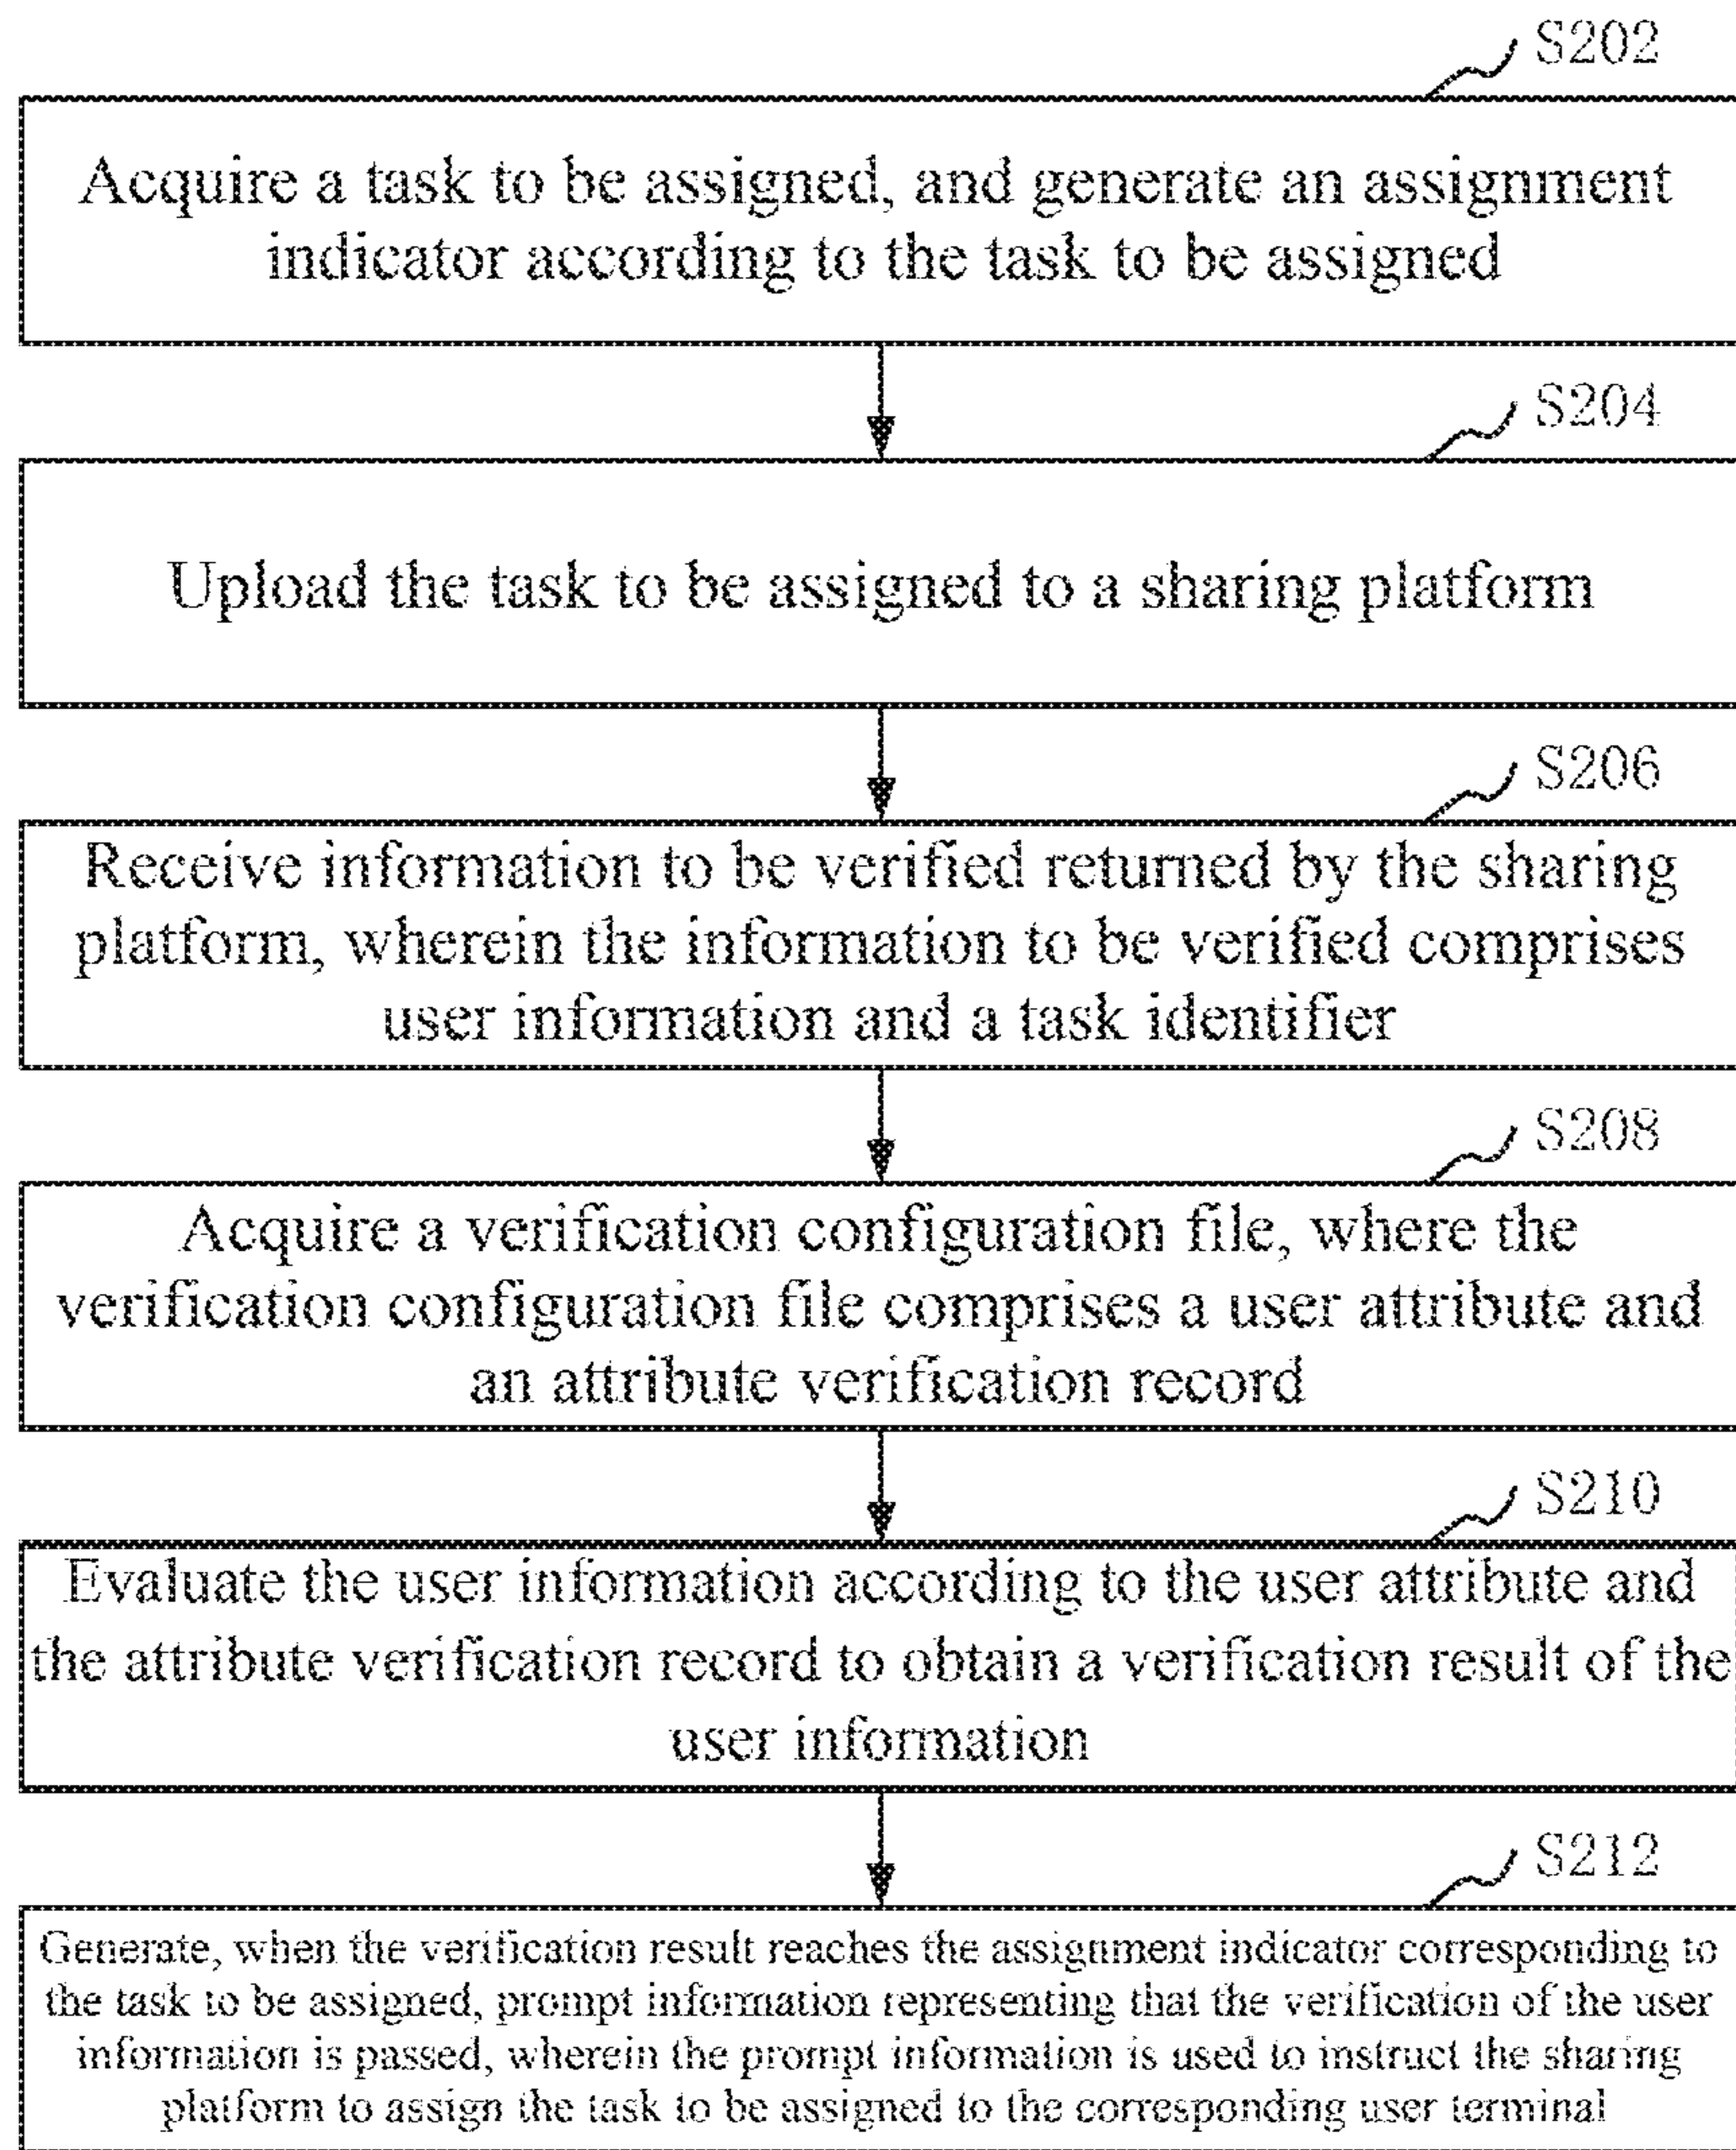 S202
Acquire a task to be assigned, and generate an assignment
indicator according to the task to be assigned
S204
Upload the task to be assigned to a sharing platform
S206
Receive information to be verified returned by the sharing
platform, wherein the information to be verified comprises
user information and a task identifier
S208
Acquire a verification configuration file, where the
verification configuration file comprises a user attribute and
an attribute verification record
S210
Evaluate the user information according to the user attribute and
the attribute verification record to obtain a verification result of the
user information
S212
Generate, when the verification result reaches the assignment indicator corresponding to
the task to be assigned, prompt information representing that the verification of the user
information is passed, wherein the prompt information is used to instruct the sharing
platform to assign the task to be assigned to the corresponding user terminal